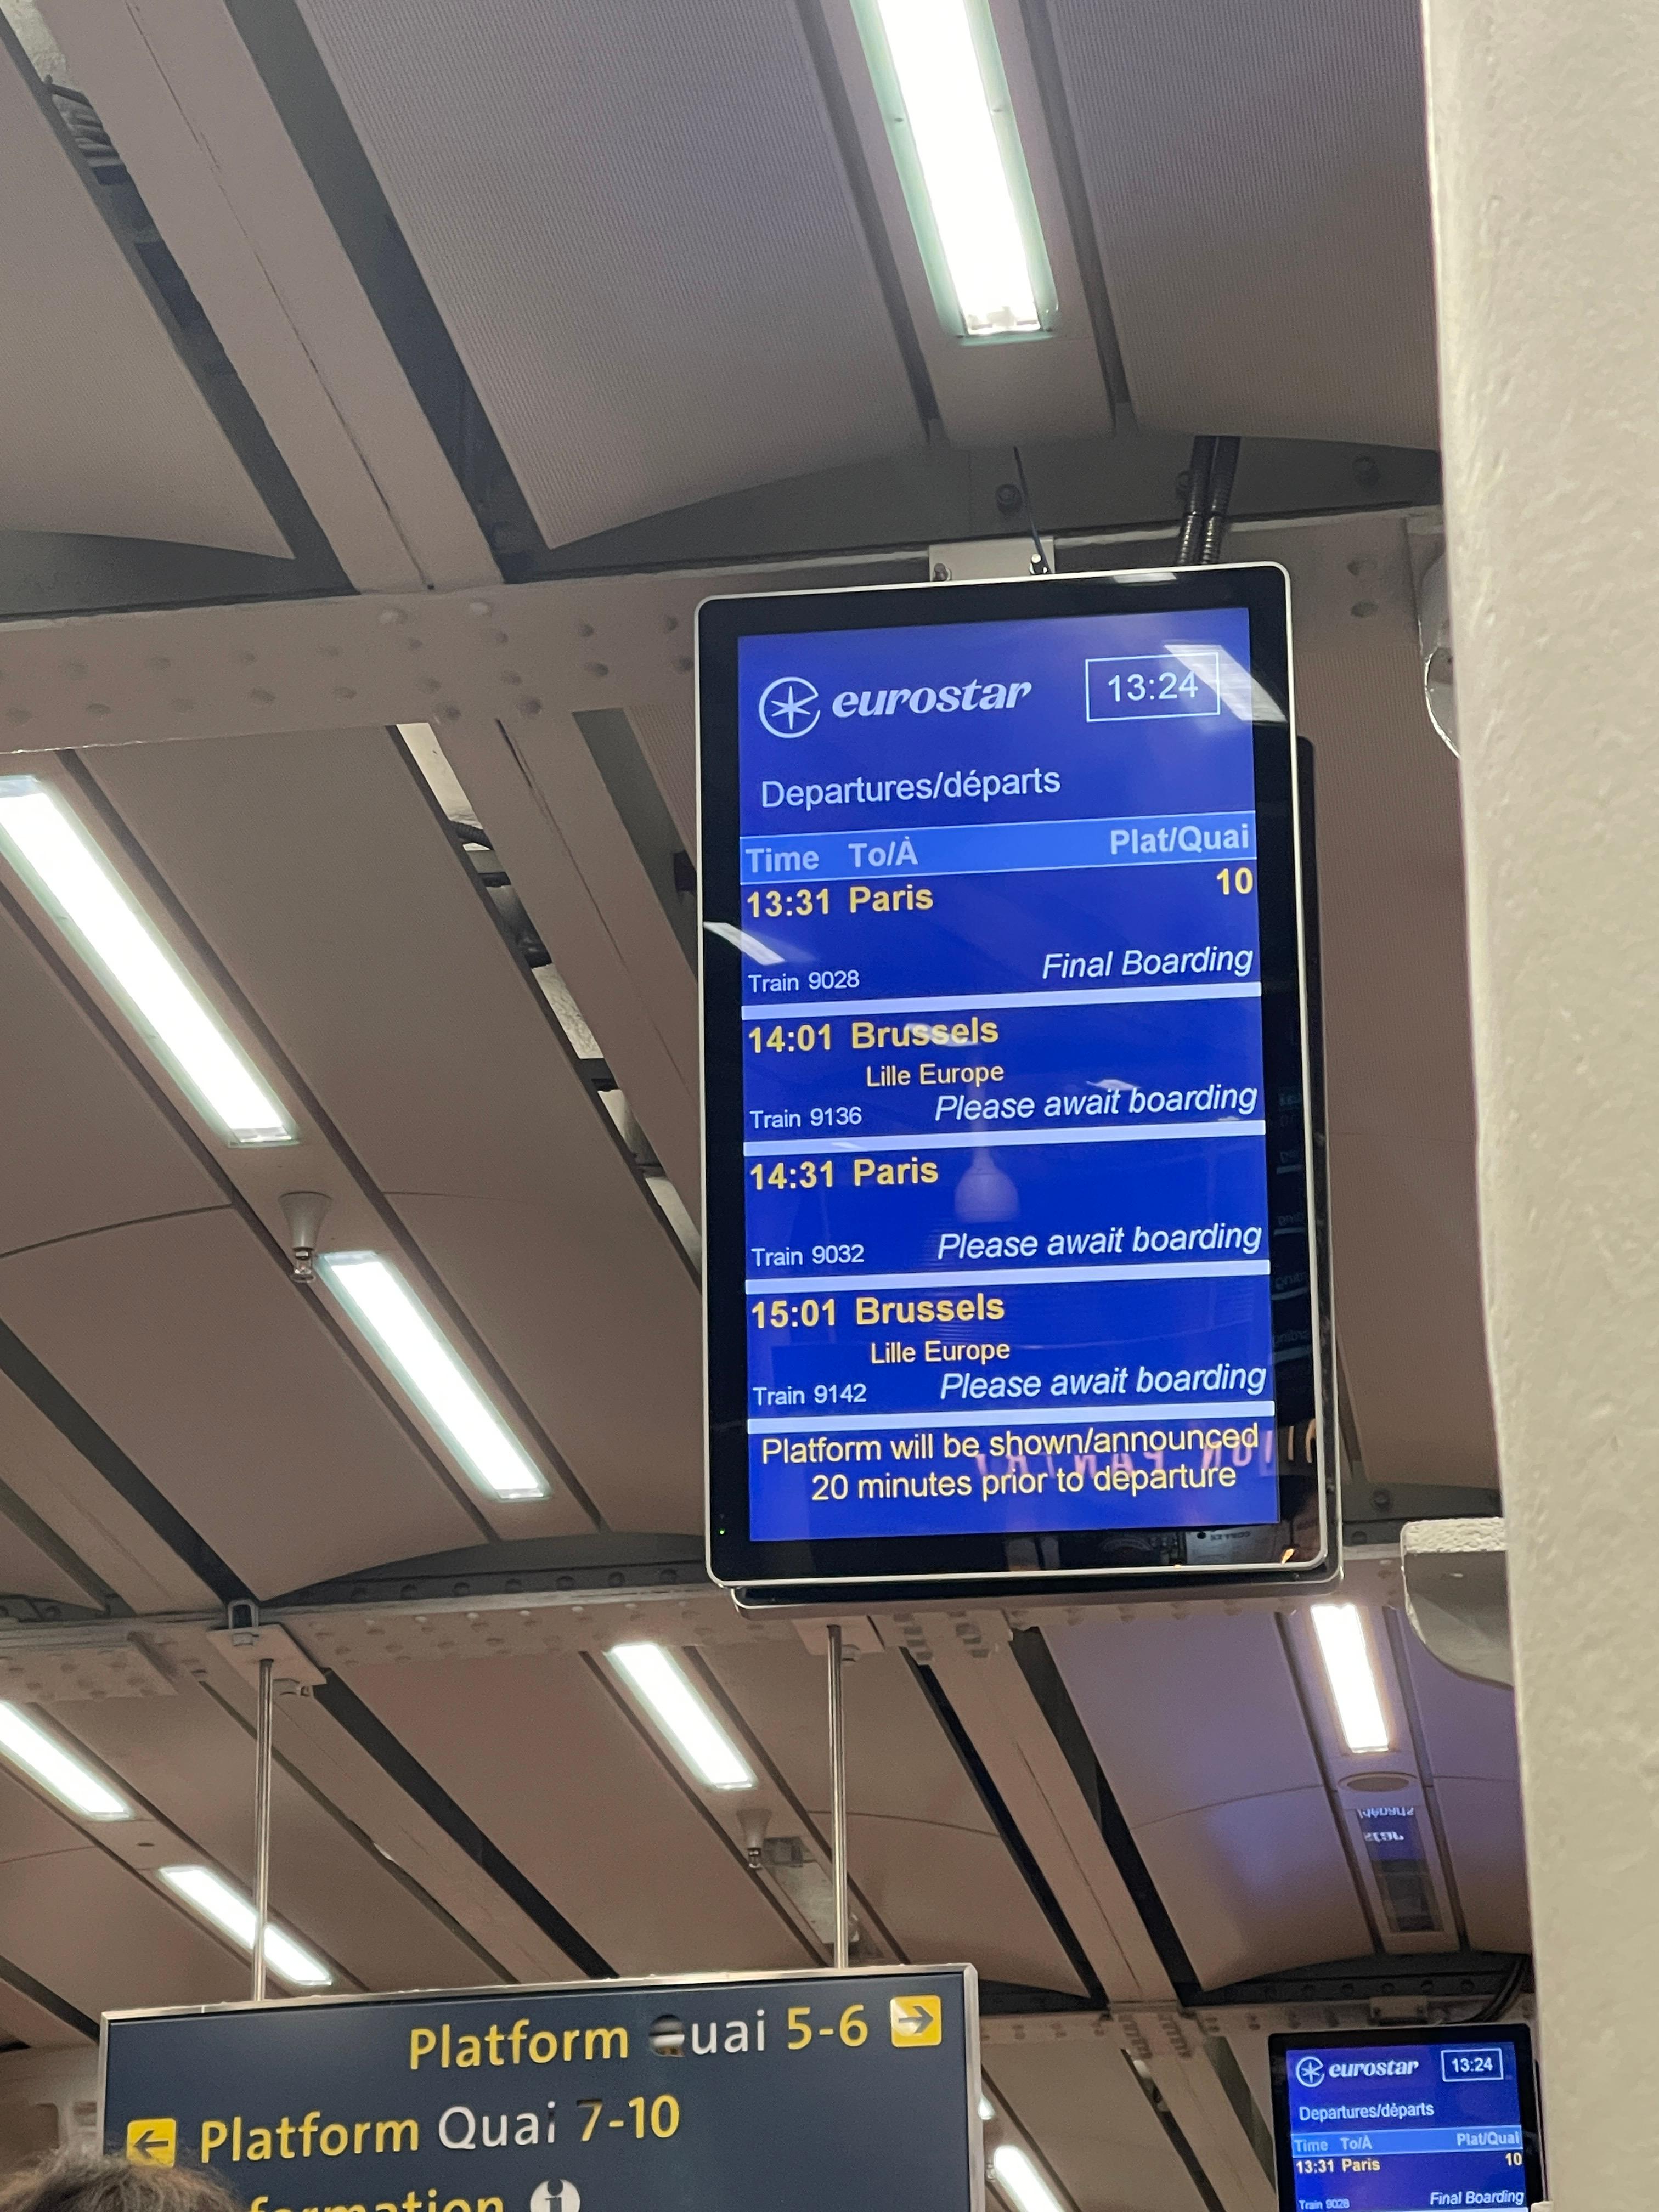 eurostar 13:24
Departures/départs
Time To/À Plat/Quai
13:31 Paris 10
Train 9028 Final Boarding
14:01 Brussels
Lille Europe
Train 9136 Please await boarding
14:31 Paris
Train 9032 Please await boarding
15:01 Brussels
Lille Europe
Train 9142 Please await boarding
Platform will be shown/announced
20 minutes prior to departure
Platform Quai 5-6 →
← Platform Quai 7-10
formation i
eurostar 13:24
Departures/départs
Time To/À Plat/Quai
13:31 Paris 10
Train 9028 Final Boarding